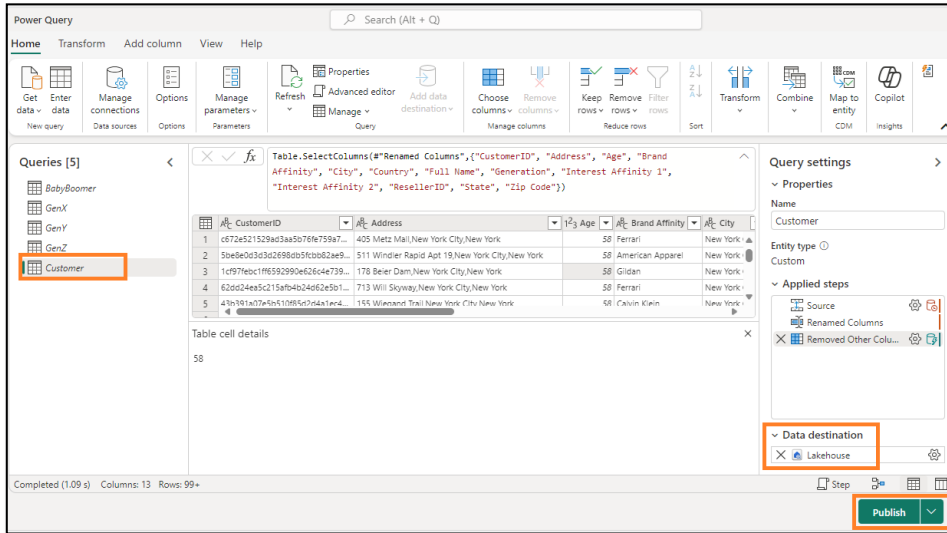 Power Query
Search (Alt + Q)
Home Transform Add column View Help
Get data Enter data Manage connections Options Manage parameters Refresh Properties Advanced editor Manage Add data destination Choose columns Remove columns Keep rows Remove rows Filter rows Transform Combine Map to entity Copilot
New query Data sources Options Parameters Query Manage columns Reduce rows Sort CDM Insights
Queries [5]
BabyBoomer
GenX
GenY
GenZ
Customer
fx Table.SelectColumns(#"Renamed Columns",{"CustomerID", "Address", "Age", "Brand
Affinity", "City", "Country", "Full Name", "Generation", "Interest Affinity 1",
"Interest Affinity 2", "ResellerID", "State", "Zip Code"})
CustomerID Address Age Brand Affinity City
1 c672e521529ad3aa5b76fe759a7... 405 Metz Mall,New York City,New York 58 Ferrari New York
2 5be8e0d3d3d2698db5fcbb82ae9... 511 Windler Rapid Apt 19,New York City,New York 58 American Apparel New York
3 1cf97febc1ff6592990e626c4e739... 178 Beier Dam,New York City,New York 58 Gildan New York
4 62dd24ea5c215afb4b24d62e5b1... 713 Will Skyway,New York City,New York 58 Ferrari New York
5 43b391a07e5b510f85d2d4a1ec4... 155 Wiegand Trail,New York City,New York 58 Calvin Klein New York
Table cell details
58
Query settings
Properties
Name
Customer
Entity type
Custom
Applied steps
Source
Renamed Columns
Removed Other Colu...
Data destination
Lakehouse
Completed (1.09 s) Columns: 13 Rows: 99+
Step
Publish